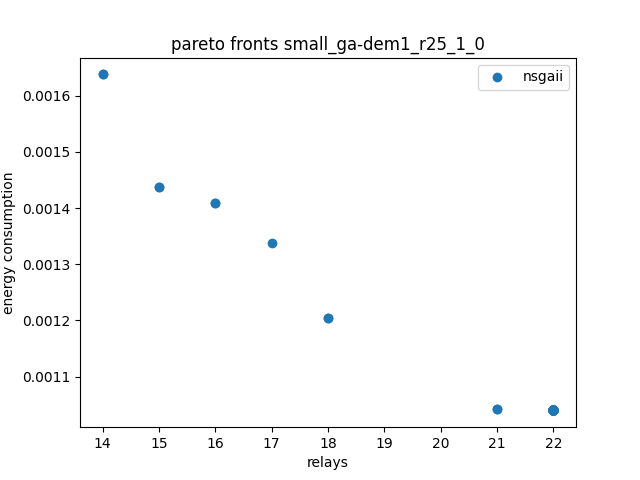 pareto fronts small_ga-dem1_r25_1_0
nsgaii
0.0016
0.0015
0.0014
0.0013
0.0012
0.0011
energy consumption
14 15 16 17 18 19 20 21 22
relays